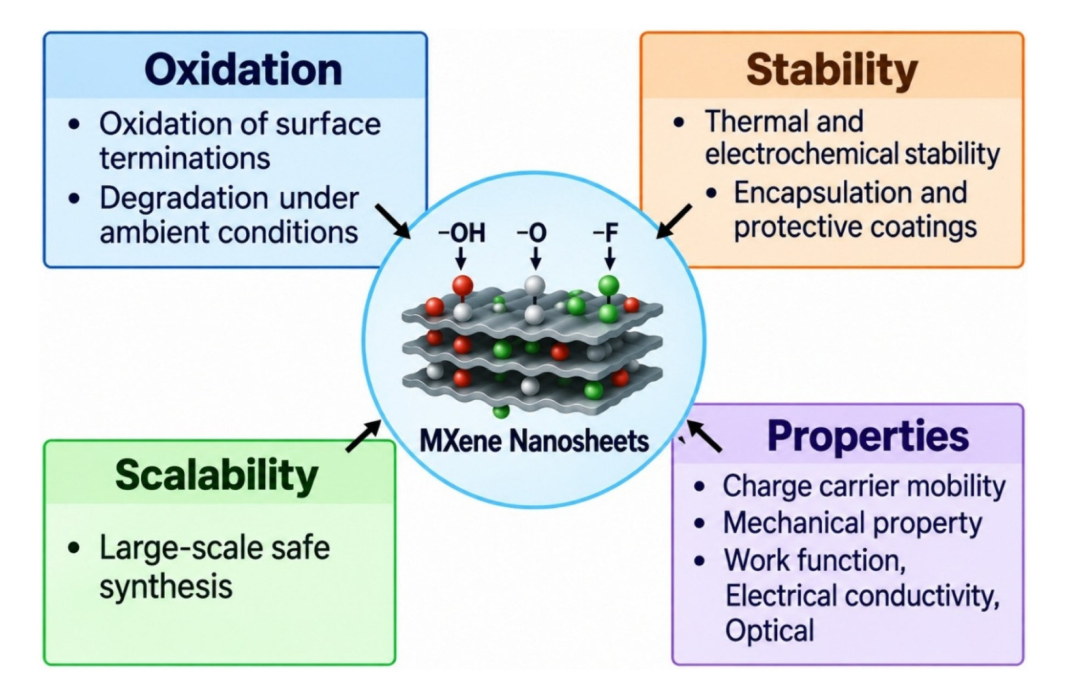 Oxidation
• Oxidation of surface
terminations
• Degradation under
ambient conditions
Stability
• Thermal and
electrochemical stability
• Encapsulation and
protective coatings
–OH –O –F
MXene Nanosheets
Scalability
• Large-scale safe
synthesis
Properties
• Charge carrier mobility
• Mechanical property
• Work function,
Electrical conductivity,
Optical